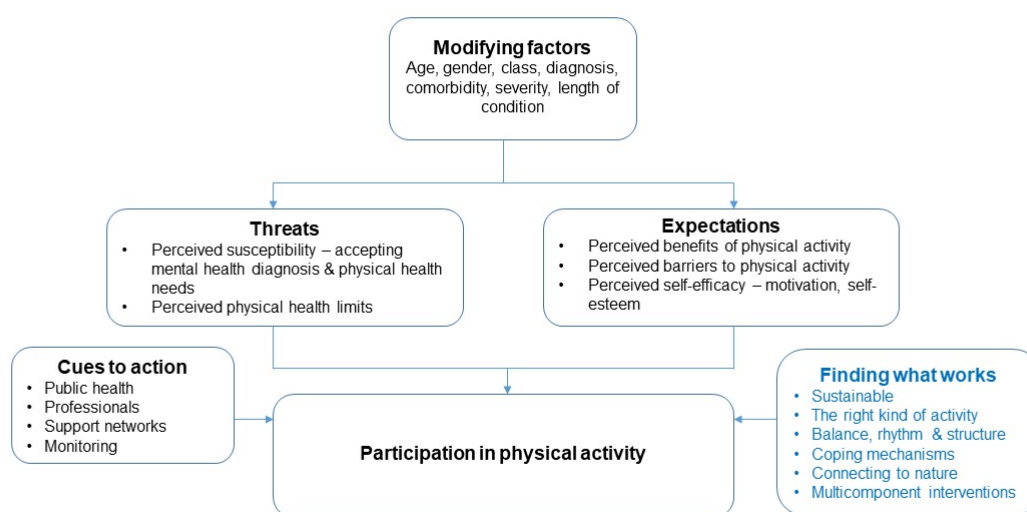 Modifying factors
Age, gender, class, diagnosis,
comorbidity, severity, length of
condition
Threats
• Perceived susceptibility – accepting
mental health diagnosis & physical health
needs
• Perceived physical health limits
Expectations
• Perceived benefits of physical activity
• Perceived barriers to physical activity
• Perceived self-efficacy – motivation, self-
esteem
Cues to action
• Public health
• Professionals
• Support networks
• Monitoring
Participation in physical activity
Finding what works
• Sustainable
• The right kind of activity
• Balance, rhythm & structure
• Coping mechanisms
• Connecting to nature
• Multicomponent interventions